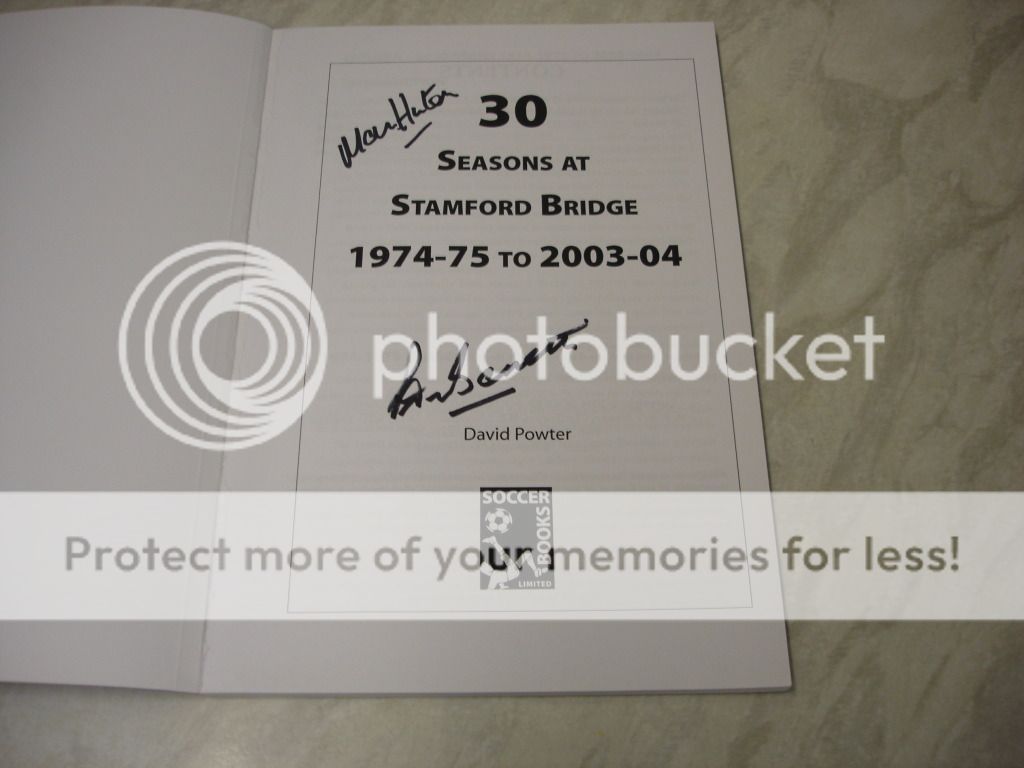 30
SEASONS AT
STAMFORD BRIDGE
1974-75 TO 2003-04
photobucket
David Powter
SOCCER
BOOKS
LIMITED
Protect more of your memories for less!